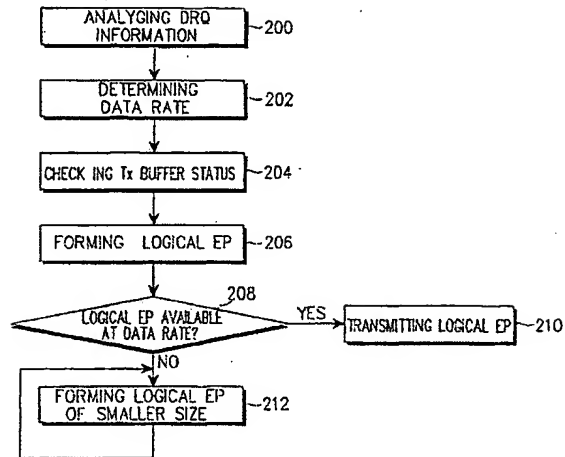 ANALYGING DRQ
INFORMATION
200
DETERMINING
DATA RATE
202
CHECK ING Tx BUFFER STATUS
204
FORMING LOGICAL EP
206
208
LOGICAL EP AVAILABLE
AT DATA RATE?
YES
TRANSMITTING LOGICAL EP
210
NO
FORMING LOGICAL EP
OF SMALLER SIZE
212